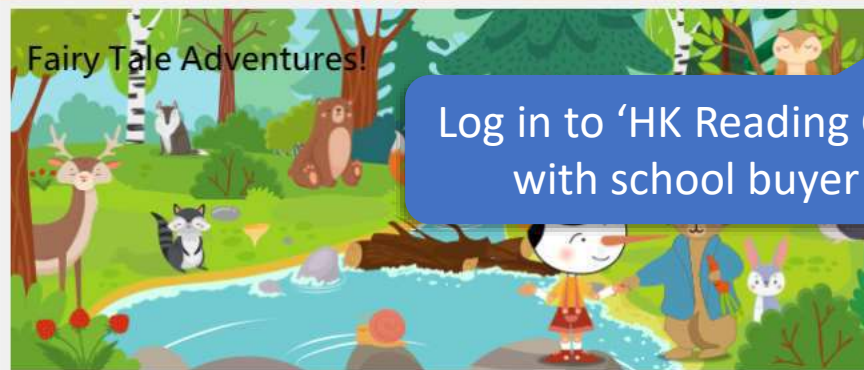 Fairy Tale Adventures!
Log in to ‘HK Reading
with school buyer